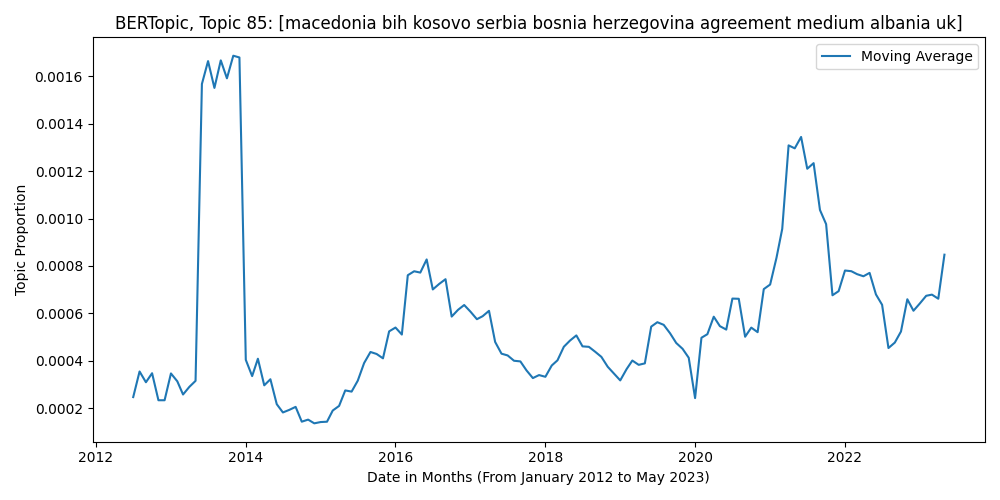 BERTopic, Topic 85: [macedonia bih kosovo serbia bosnia herzegovina agreement medium albania uk]
Moving Average
0.0016
0.0014
0.0012
0.0010
0.0008
0.0006
0.0004
0.0002
Topic Proportion
2012 2014 2016 2018 2020 2022
Date in Months (From January 2012 to May 2023)